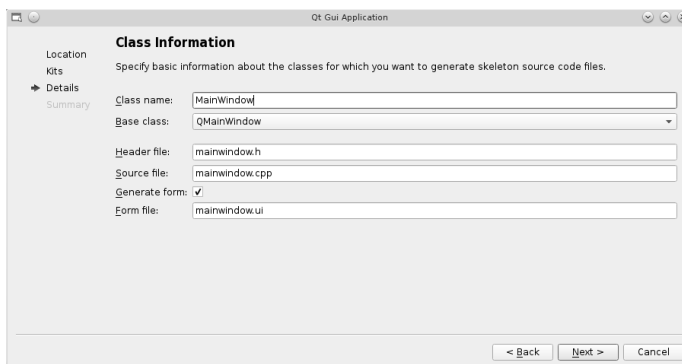 Qt Gui Application
Location
Kits
Details
Summary
Class Information
Specify basic information about the classes for which you want to generate skeleton source code files.
Class name: MainWindow
Base class: QMainWindow
Header file: mainwindow.h
Source file: mainwindow.cpp
Generate form:
Form file: mainwindow.ui
< Back Next > Cancel